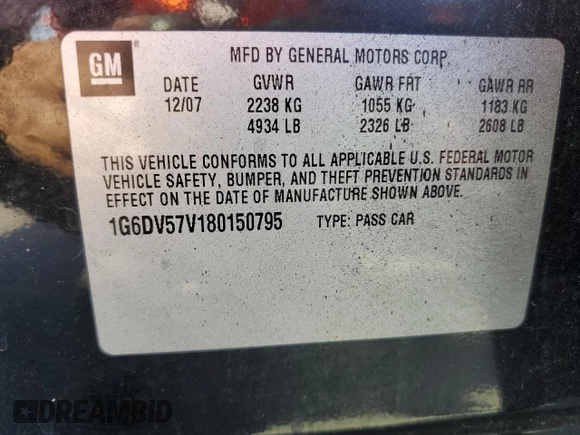 GM ® MFD BY GENERAL MOTORS CORP.
DATE GVWR GAWR FRT GAWR RR
12/07 2238 KG 1055 KG 1183 KG
4934 LB 2326 LB 2608 LB
THIS VEHICLE CONFORMS TO ALL APPLICABLE U.S. FEDERAL MOTOR
VEHICLE SAFETY, BUMPER, AND THEFT PREVENTION STANDARDS IN
EFFECT ON THE DATE OF MANUFACTURE SHOWN ABOVE.
1G6DV57V180150795 TYPE: PASS CAR
DREAMBID